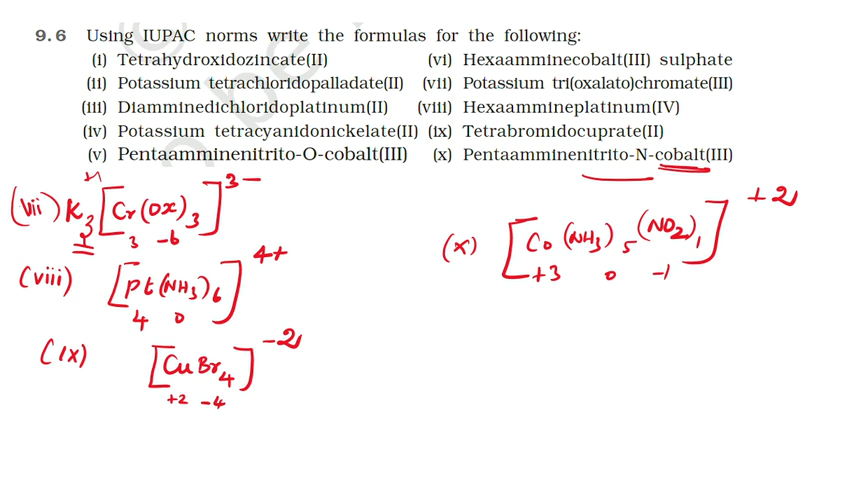 9.6 Using IUPAC norms write the formulas for the following:
(i) Tetrahydroxidozincate(II) (vi) Hexaamminecobalt(III) sulphate
(ii) Potassium tetrachloridopalladate(II) (vii) Potassium tri(oxalato)chromate(III)
(iii) Diamminedichloridoplatinum(II) (viii) Hexaammineplatinum(IV)
(iv) Potassium tetracyanidonickelate(II) (ix) Tetrabromidocuprate(II)
(v) Pentaamminenitrito-O-cobalt(III) (x) Pentaamminenitrito-N-cobalt(III)
(vii) K3[Cr(OX)3]3-
3 -6
(viii) [Pt(NH3)6]4+
4 0
(ix) [CuBr4]-2
+2 -4
(x) [Co(NH3)5(NO2)1]+2
+3 0 -1